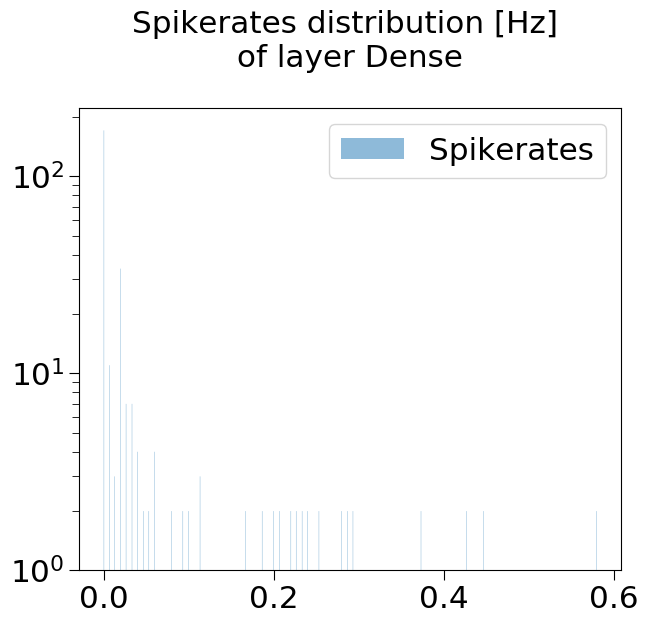 Spikerates distribution [Hz]
of layer Dense
Spikerates
10²
10¹
10⁰
0.0 0.2 0.4 0.6